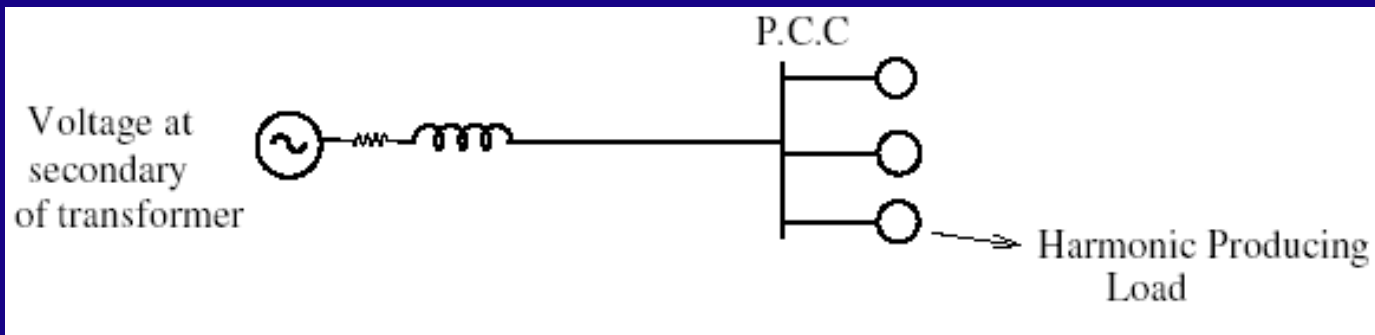 P.C.C
Voltage at
secondary
of transformer
Harmonic Producing
Load